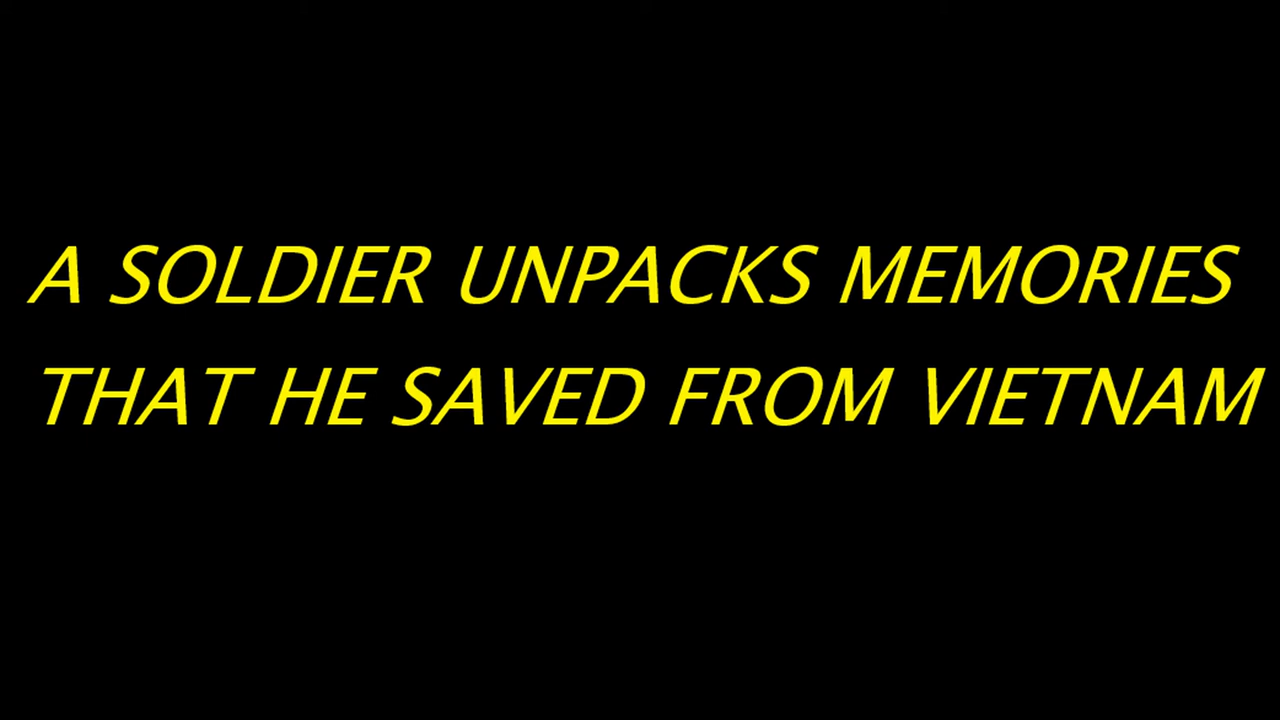 A SOLDIER UNPACKS MEMORIES
THAT HE SAVED FROM VIETNAM